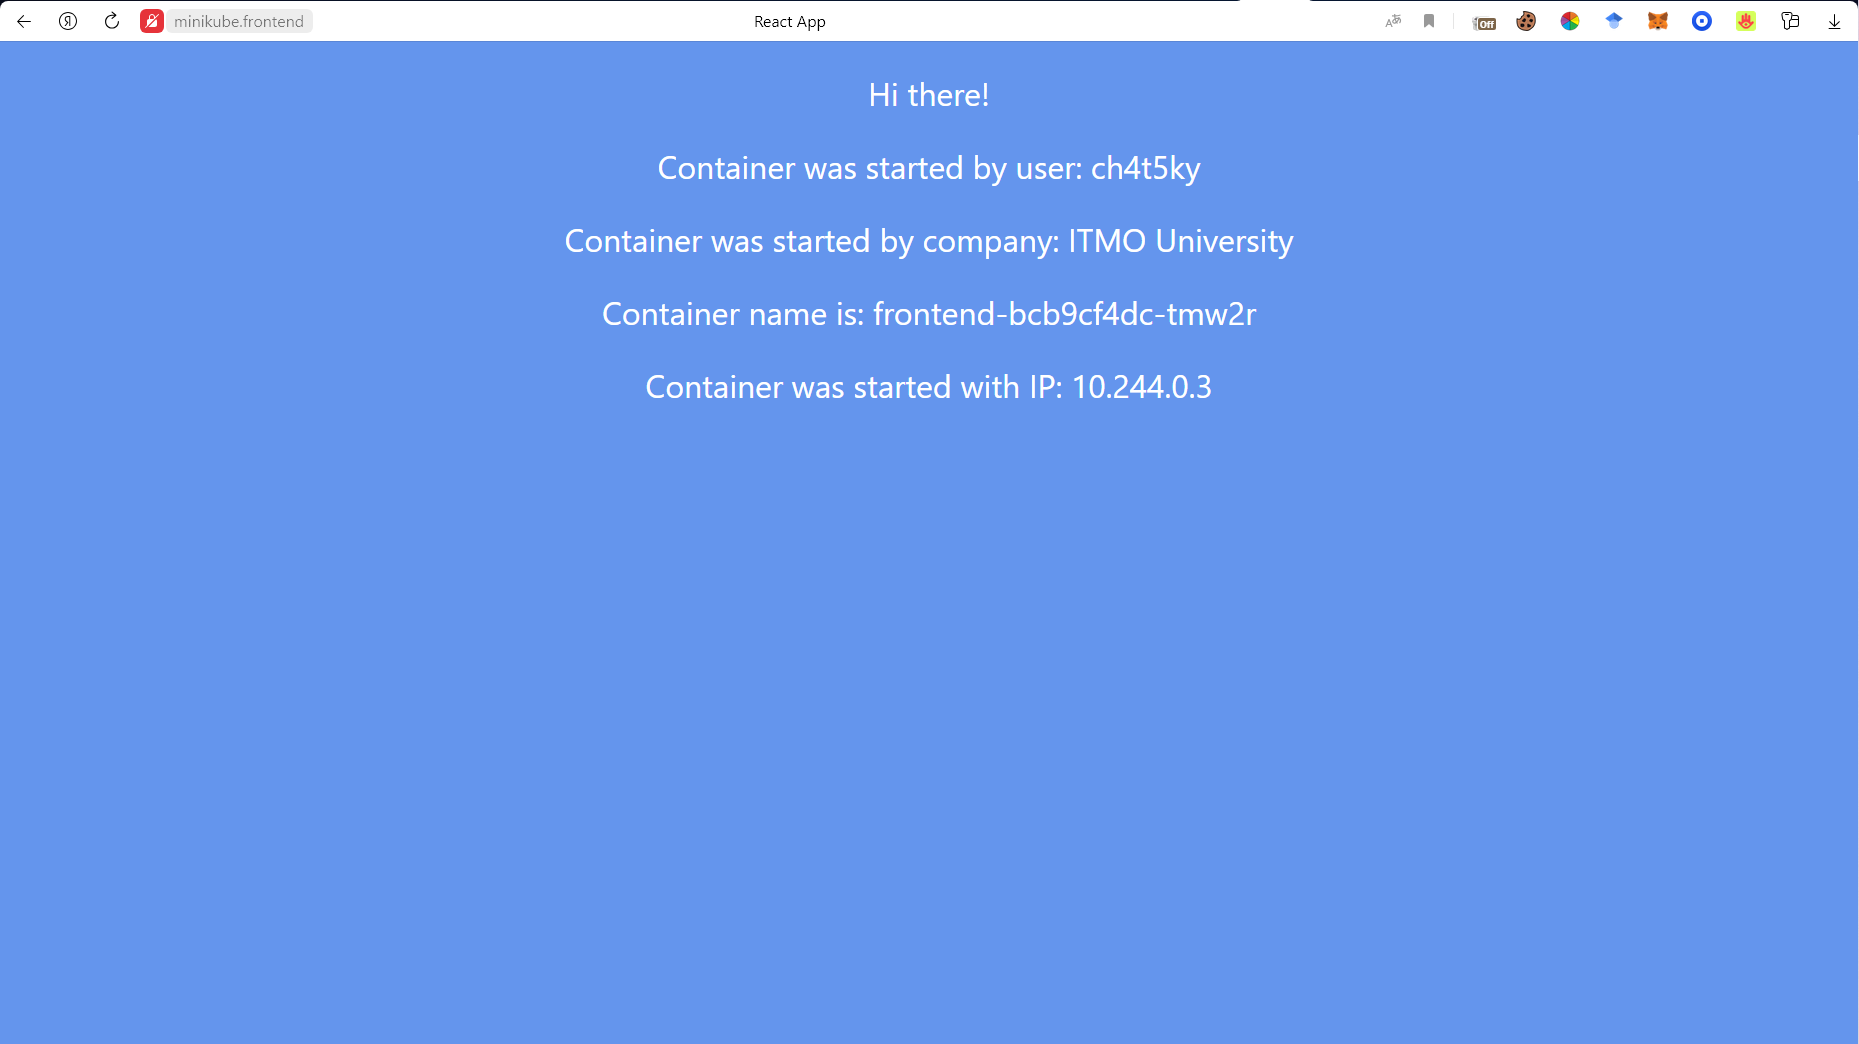 minikube.frontend
React App
Off
Hi there!
Container was started by user: ch4t5ky
Container was started by company: ITMO University
Container name is: frontend-bcb9cf4dc-tmw2r
Container was started with IP: 10.244.0.3